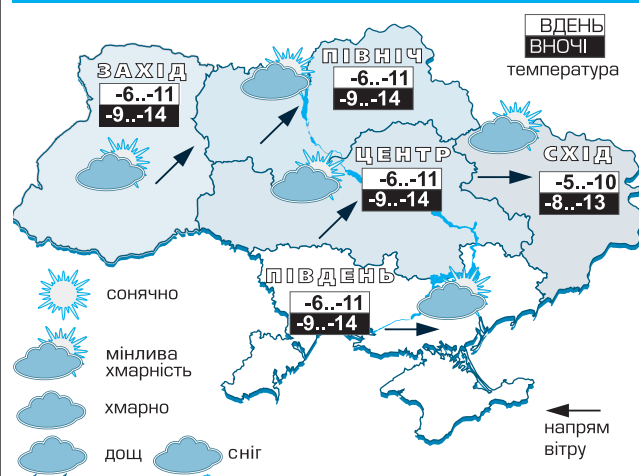 ВДЕНЬ
ВНОЧІ
температура
ЗАХІД
-6..-11
-9..-14
ПІВНІЧ
-6..-11
-9..-14
ЦЕНТР
-6..-11
-9..-14
СХІД
-5..-10
-8..-13
ПІВДЕНЬ
-6..-11
-9..-14
сонячно
мінлива
хмарність
хмарно
дощ
сніг
напрям
вітру